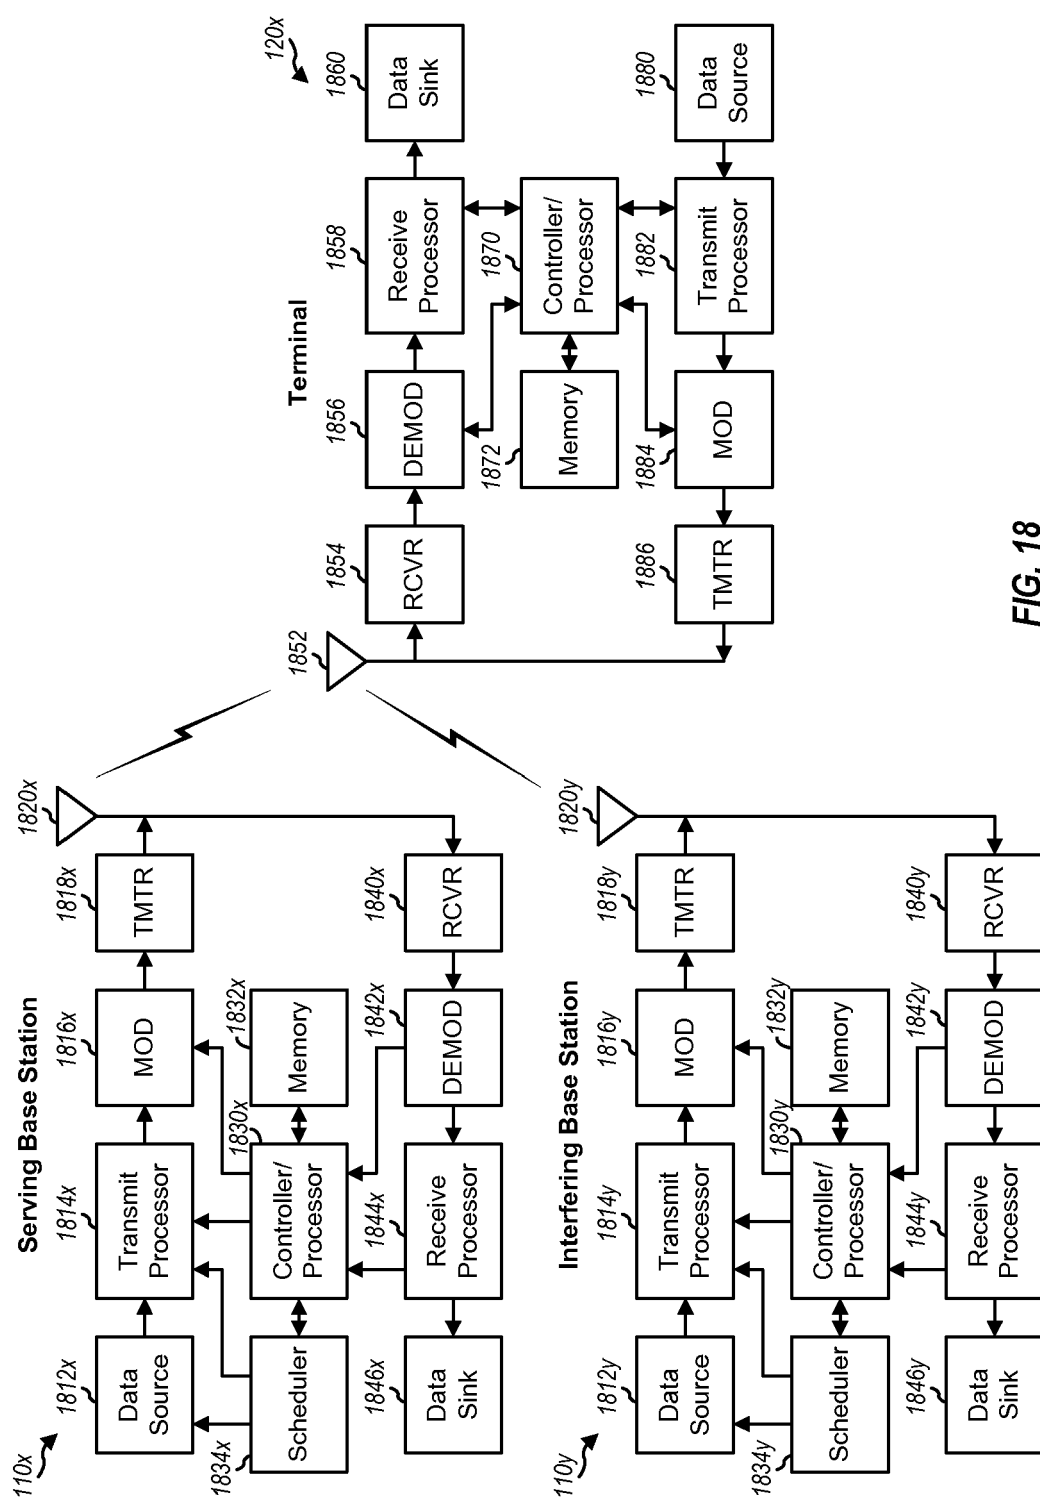 110x
Serving Base Station
1812x
Data
Source
1814x
Transmit
Processor
1816x
MOD
1818x
TMTR
1820x
1834x
Scheduler
1830x
Controller/
Processor
1832x
Memory
1846x
Data
Sink
1844x
Receive
Processor
1842x
DEMOD
1840x
RCVR
110y
Interfering Base Station
1812y
Data
Source
1814y
Transmit
Processor
1816y
MOD
1818y
TMTR
1820y
1834y
Scheduler
1830y
Controller/
Processor
1832y
Memory
1846y
Data
Sink
1844y
Receive
Processor
1842y
DEMOD
1840y
RCVR
120x
Terminal
1852
1854
RCVR
1856
DEMOD
1858
Receive
Processor
1860
Data
Sink
1872
Memory
1870
Controller/
Processor
1886
TMTR
1884
MOD
1882
Transmit
Processor
1880
Data
Source
FIG. 18